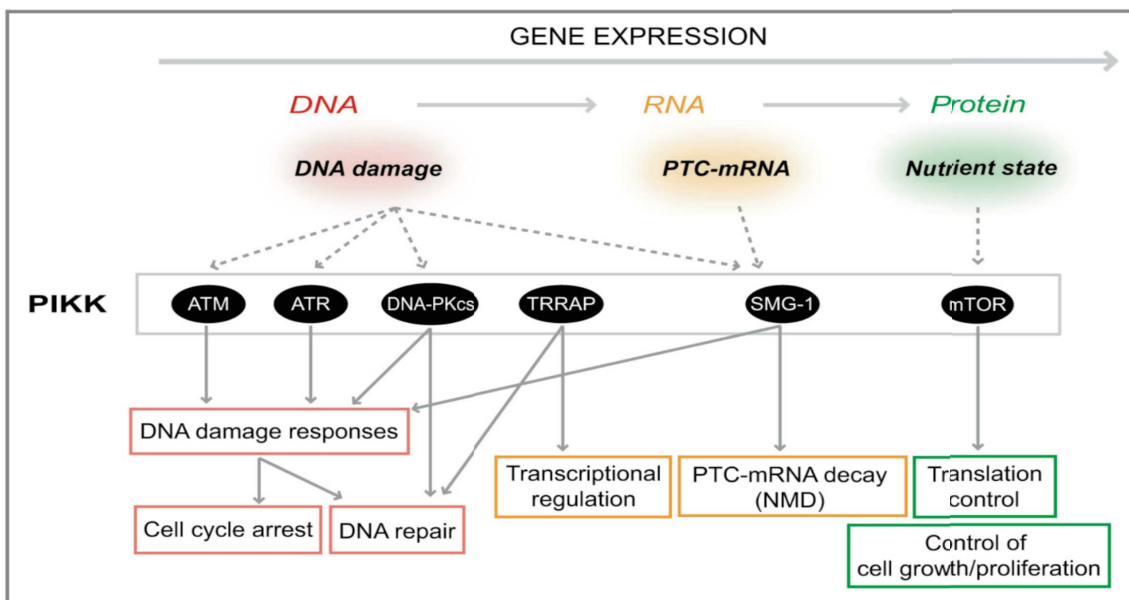 GENE EXPRESSION
DNA
RNA
Protein
DNA damage
PTC-mRNA
Nutrient state
PIKK
ATM
ATR
DNA-PKcs
TRRAP
SMG-1
mTOR
DNA damage responses
Transcriptional
regulation
PTC-mRNA decay
(NMD)
Translation
control
Cell cycle arrest
DNA repair
Control of
cell growth/proliferation